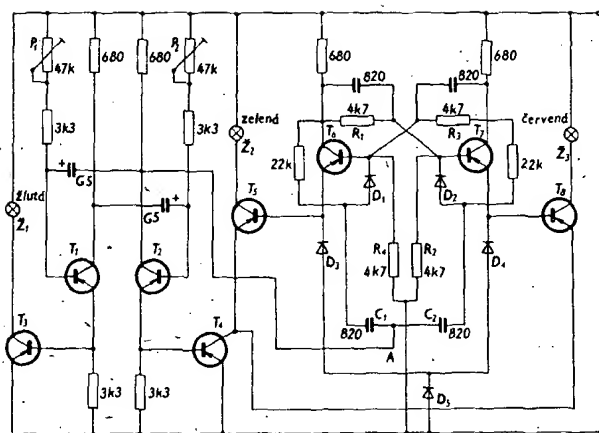 P₁
47k
680
680
P₂
47k
680
820
820
680
zelená
Ž₂
4k7
R₁
4k7
R₃
T₆
T₇
červená
Ž₃
3k3
3k3
22k
22k
D₁
D₂
+
G5
G5
+
žlutá
Ž₁
T₅
T₈
T₁
T₂
D₃
R₄
4k7
R₂
4k7
D₄
T₃
T₄
C₁
820
C₂
820
A
3k3
3k3
D₅